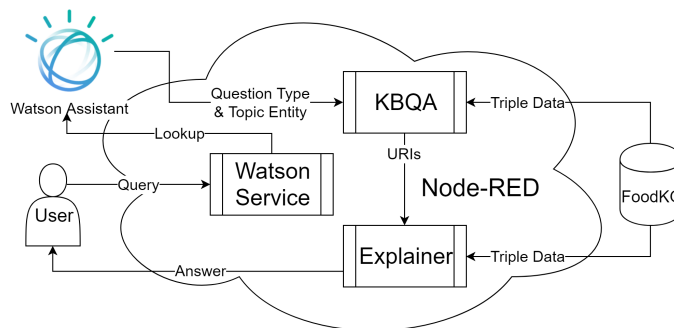 Watson Assistant
Question Type
& Topic Entity
KBQA
Triple Data
Lookup
URIs
Query
Watson
Service
Node-RED
User
FoodKG
Explainer
Answer
Triple Data